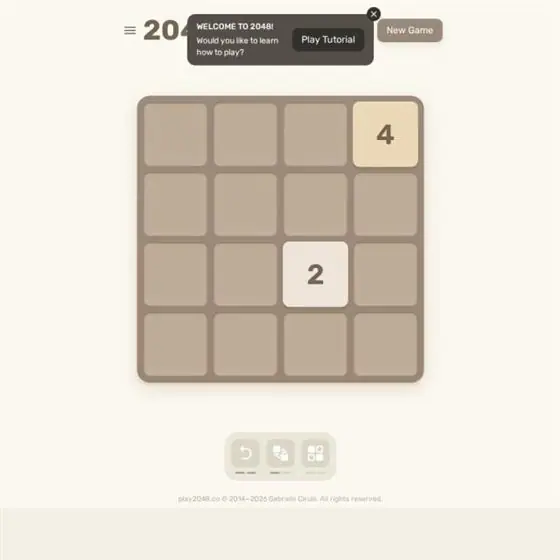 204
WELCOME TO 2048!
Would you like to learn
how to play?
Play Tutorial
New Game
4
2
play2048.co © 2014–2026 Gabriele Cirulli. All rights reserved.